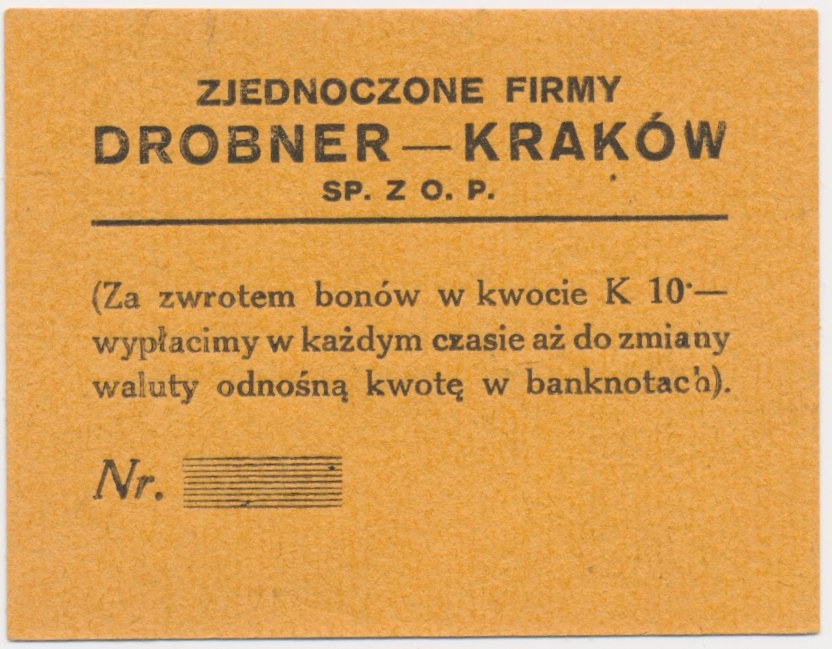 ZJEDNOCZONE FIRMY
DROBNER — KRAKÓW
SP. Z O. P.
(Za zwrotem bonów w kwocie K 10·—
wypłacimy w każdym czasie aż do zmiany
waluty odnośną kwotę w banknotach).
Nr.